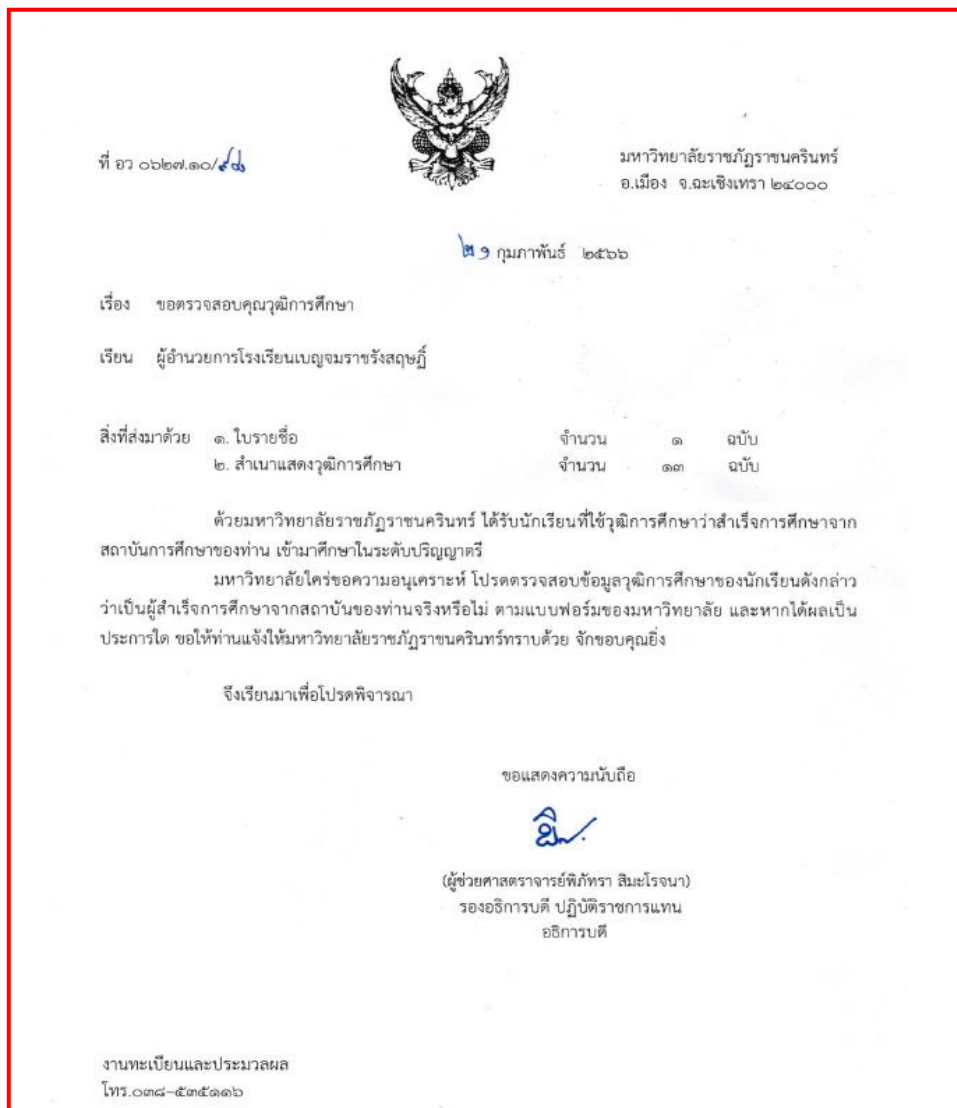 ที่ อว ๐๖๒๗.๑๐/๙๘
มหาวิทยาลัยราชภัฏราชนครินทร์
อ.เมือง จ.ฉะเชิงเทรา ๒๔๐๐๐
๒๑ กุมภาพันธ์ ๒๕๖๖
เรื่อง ขอตรวจสอบคุณวุฒิการศึกษา
เรียน ผู้อำนวยการโรงเรียนเบญจมราชรังสฤษฎิ์
สิ่งที่ส่งมาด้วย ๑. ใบรายชื่อ จำนวน ๑ ฉบับ
๒. สำเนาแสดงวุฒิการศึกษา จำนวน ๑๓ ฉบับ
ด้วยมหาวิทยาลัยราชภัฏราชนครินทร์ ได้รับนักเรียนที่ใช้วุฒิการศึกษาว่าสำเร็จการศึกษาจาก
สถาบันการศึกษาของท่าน เข้ามาศึกษาในระดับปริญญาตรี
มหาวิทยาลัยใคร่ขอความอนุเคราะห์ โปรดตรวจสอบข้อมูลวุฒิการศึกษาของนักเรียนดังกล่าว
ว่าเป็นผู้สำเร็จการศึกษาจากสถาบันของท่านจริงหรือไม่ ตามแบบฟอร์มของมหาวิทยาลัย และหากได้ผลเป็น
ประการใด ขอให้ท่านแจ้งให้มหาวิทยาลัยราชภัฏราชนครินทร์ทราบด้วย จักขอบคุณยิ่ง
จึงเรียนมาเพื่อโปรดพิจารณา
ขอแสดงความนับถือ
(ผู้ช่วยศาสตราจารย์พิภัทรา สิมะโรจนา)
รองอธิการบดี ปฏิบัติราชการแทน
อธิการบดี
งานทะเบียนและประมวลผล
โทร.๐๓๘-๕๓๕๑๑๖